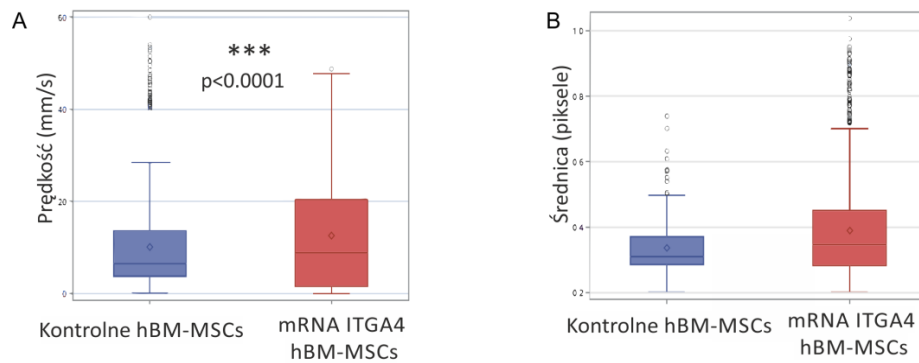 A
Prędkość (mm/s)
60
40
20
0
***
p<0.0001
Kontrolne hBM-MSCs
mRNA ITGA4
hBM-MSCs
B
Średnica (piksele)
1 0
0 8
0 6
0 4
0 2
Kontrolne hBM-MSCs
mRNA ITGA4
hBM-MSCs